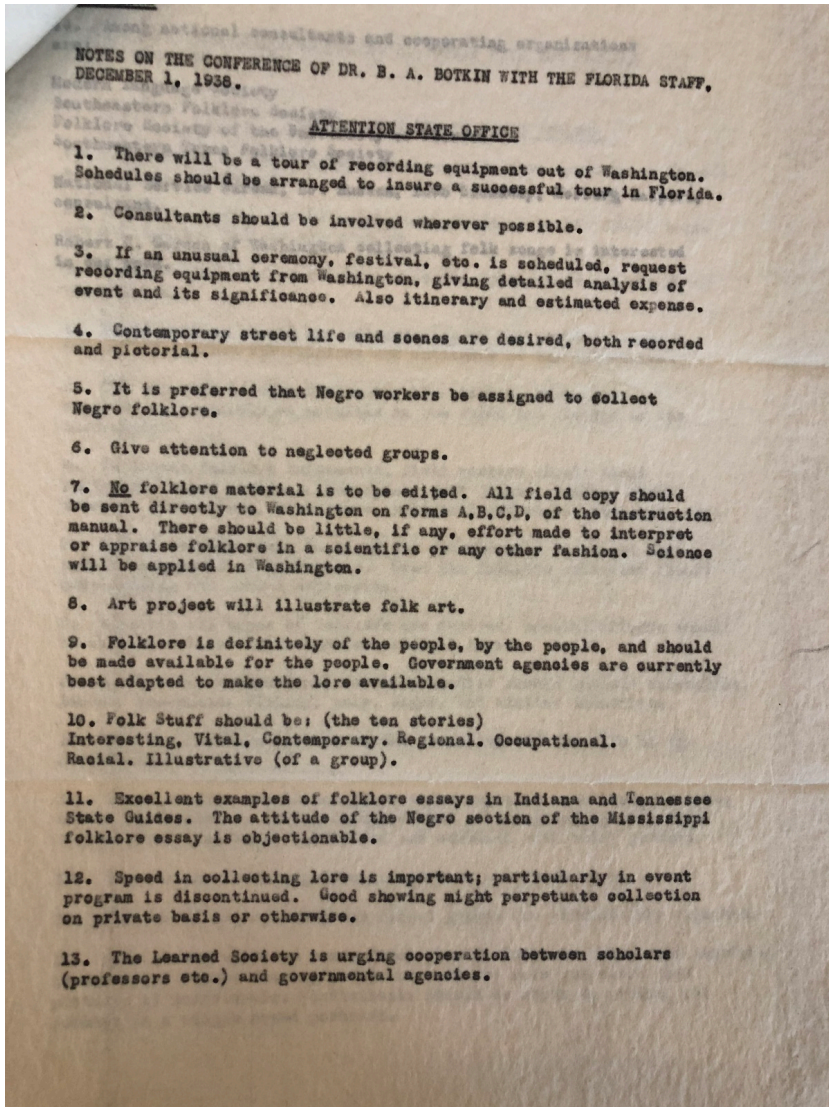 14. Among national consultants and cooperating organizations
NOTES ON THE CONFERENCE OF DR. B. A. BOTKIN WITH THE FLORIDA STAFF,
DECEMBER 1, 1938.
Southeastern Folklore Society
Folklore Society of the
ATTENTION STATE OFFICE
1. There will be a tour of recording equipment out of Washington.
Schedules should be arranged to insure a successful tour in Florida.
2. Consultants should be involved wherever possible.
3. If an unusual ceremony, festival, etc. is scheduled, request
recording equipment from Washington, giving detailed analysis of
event and its significance. Also itinerary and estimated expense.
4. Contemporary street life and scenes are desired, both recorded
and pictorial.
5. It is preferred that Negro workers be assigned to collect
Negro folklore.
6. Give attention to neglected groups.
7. No folklore material is to be edited. All field copy should
be sent directly to Washington on forms A,B,C,D, of the instruction
manual. There should be little, if any, effort made to interpret
or appraise folklore in a scientific or any other fashion. Science
will be applied in Washington.
8. Art project will illustrate folk art.
9. Folklore is definitely of the people, by the people, and should
be made available for the people. Government agencies are currently
best adapted to make the lore available.
10. Folk Stuff should be: (the ten stories)
Interesting, Vital, Contemporary. Regional. Occupational.
Racial. Illustrative (of a group).
11. Excellent examples of folklore essays in Indiana and Tennessee
State Guides. The attitude of the Negro section of the Mississippi
folklore essay is objectionable.
12. Speed in collecting lore is important; particularly in event
program is discontinued. Good showing might perpetuate collection
on private basis or otherwise.
13. The Learned Society is urging cooperation between scholars
(professors etc.) and governmental agencies.